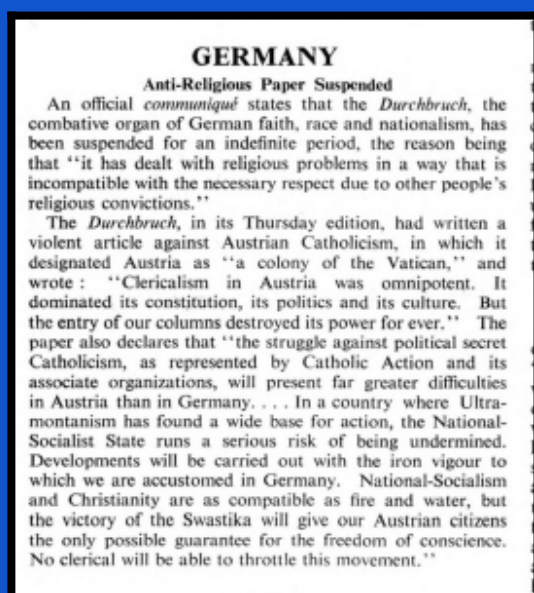 GERMANY
Anti-Religious Paper Suspended
An official communiqué states that the Durchbruch, the
combative organ of German faith, race and nationalism, has
been suspended for an indefinite period, the reason being
that "it has dealt with religious problems in a way that is
incompatible with the necessary respect due to other people's
religious convictions."
The Durchbruch, in its Thursday edition, had written a
violent article against Austrian Catholicism, in which it
designated Austria as "a colony of the Vatican," and
wrote : "Clericalism in Austria was omnipotent. It
dominated its constitution, its politics and its culture. But
the entry of our columns destroyed its power for ever." The
paper also declares that "the struggle against political secret
Catholicism, as represented by Catholic Action and its
associate organizations, will present far greater difficulties
in Austria than in Germany. . . . In a country where Ultra-
montanism has found a wide base for action, the National-
Socialist State runs a serious risk of being undermined.
Developments will be carried out with the iron vigour to
which we are accustomed in Germany. National-Socialism
and Christianity are as compatible as fire and water, but
the victory of the Swastika will give our Austrian citizens
the only possible guarantee for the freedom of conscience.
No clerical will be able to throttle this movement."